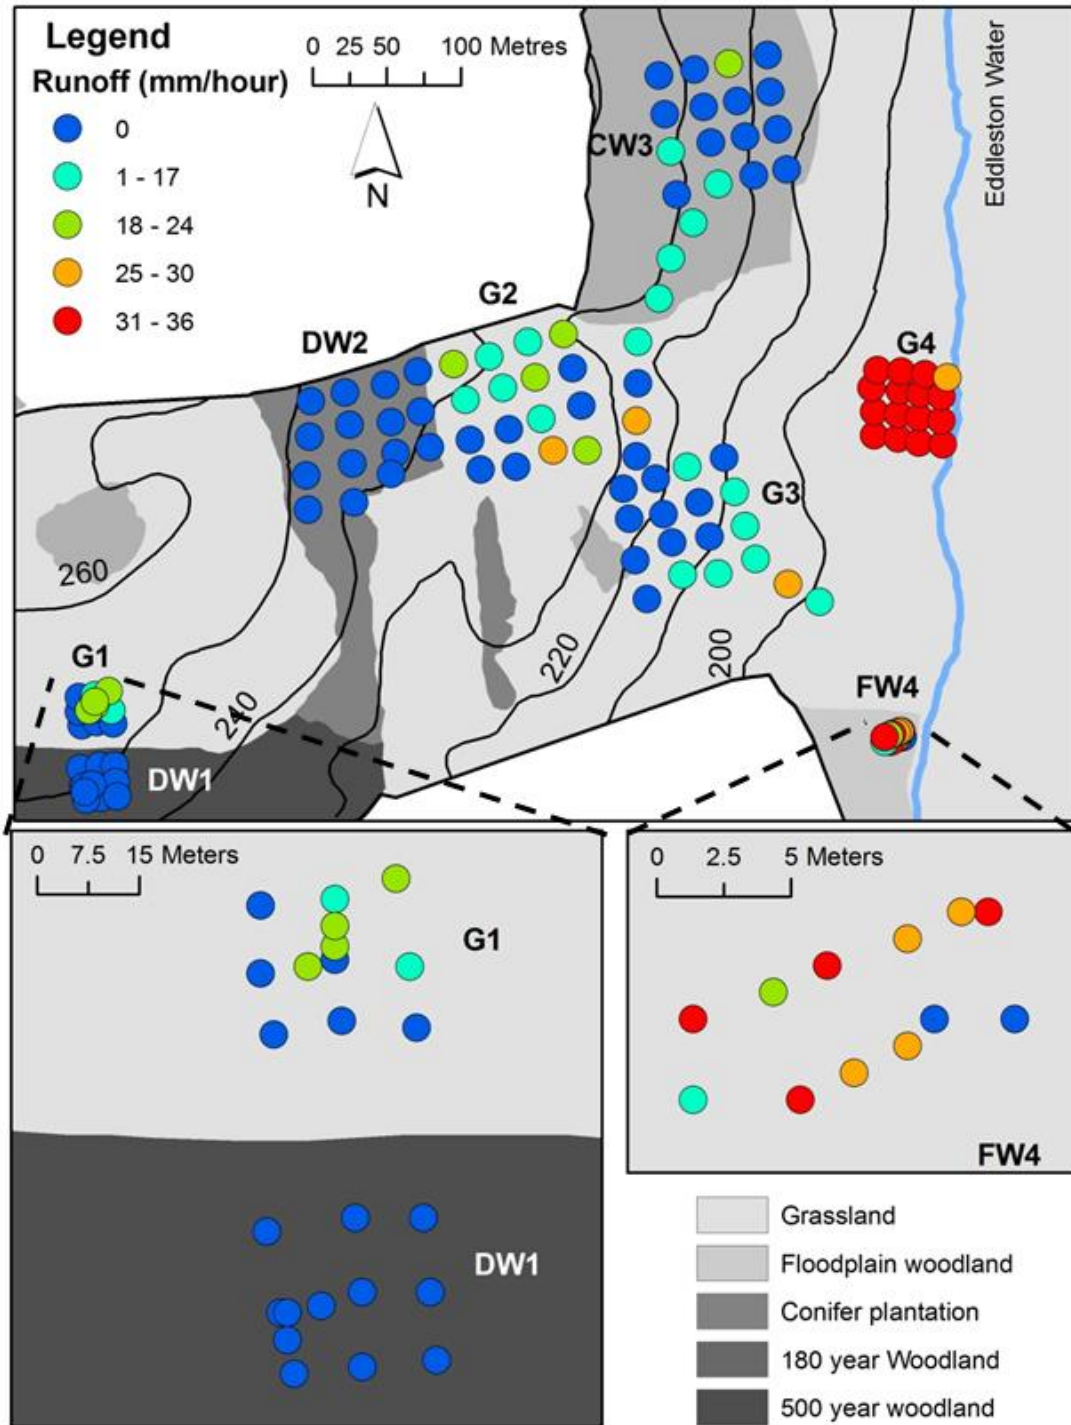 Legend
Runoff (mm/hour)
0
1 - 17
18 - 24
25 - 30
31 - 36
0 25 50 100 Metres
N
CW3
Eddleston Water
G2
DW2
G4
G3
260
G1
240
220
200
FW4
DW1
0 7.5 15 Meters
G1
DW1
0 2.5 5 Meters
FW4
Grassland
Floodplain woodland
Conifer plantation
180 year Woodland
500 year woodland